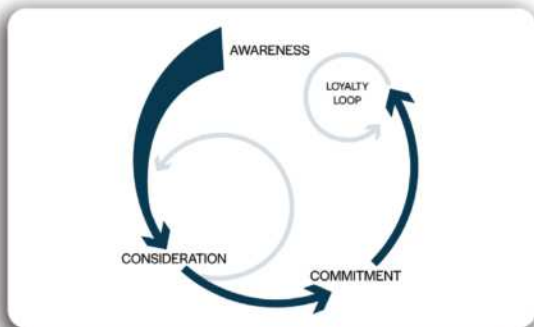 AWARENESS
LOYALTY
LOOP
CONSIDERATION
COMMITMENT